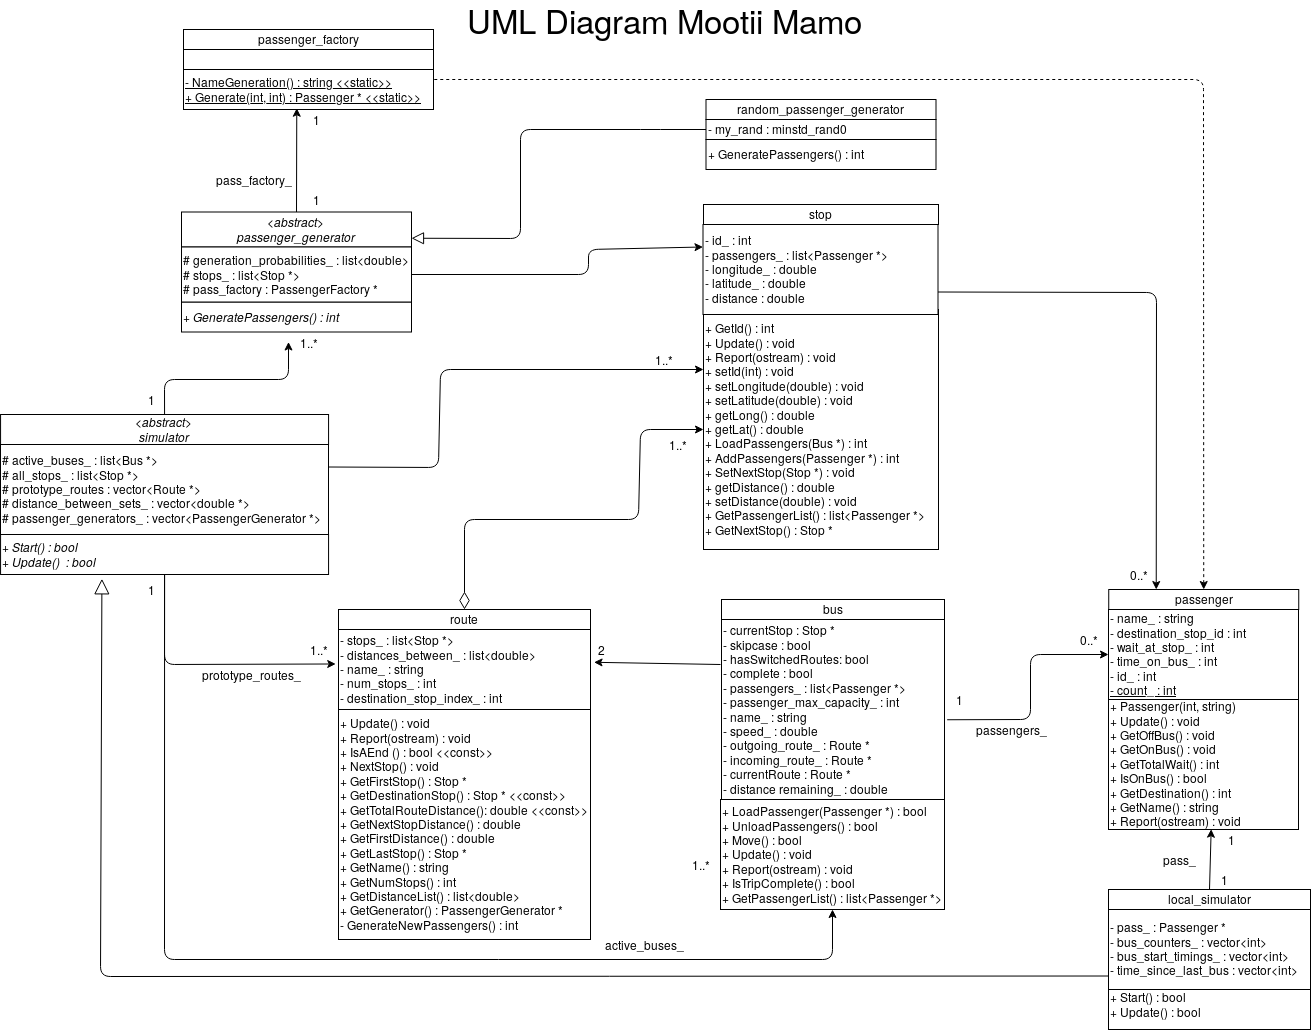 UML Diagram Mootii Mamo
passenger_factory
- NameGeneration() : string <<static>>
+ Generate(int, int) : Passenger * <<static>>
1
pass_factory_
1
random_passenger_generator
- my_rand : minstd_rand0
+ GeneratePassengers() : int
<abstract>
passenger_generator
# generation_probabilities_ : list<double>
# stops_ : list<Stop *>
# pass_factory : PassengerFactory *
+ GeneratePassengers() : int
1..*
1
stop
- id_ : int
- passengers_ : list<Passenger *>
- longitude_ : double
- latitude_ : double
- distance : double
+ GetId() : int
+ Update() : void
+ Report(ostream) : void
+ setId(int) : void
+ setLongitude(double) : void
+ setLatitude(double) : void
+ getLong() : double
+ getLat() : double
+ LoadPassengers(Bus *) : int
+ AddPassengers(Passenger *) : int
+ SetNextStop(Stop *) : void
+ getDistance() : double
+ setDistance(double) : void
+ GetPassengerList() : list<Passenger *>
+ GetNextStop() : Stop *
1..*
1..*
<abstract>
simulator
# active_buses_ : list<Bus *>
# all_stops_ : list<Stop *>
# prototype_routes : vector<Route *>
# distance_between_sets_ : vector<double *>
# passenger_generators_ : vector<PassengerGenerator *>
+ Start() : bool
+ Update()  : bool
1
1..*
prototype_routes_
route
- stops_ : list<Stop *>
- distances_between_ : list<double>
- name_ : string
- num_stops_ : int
- destination_stop_index_ : int
+ Update() : void
+ Report(ostream) : void
+ IsAEnd () : bool <<const>>
+ NextStop() : void
+ GetFirstStop() : Stop *
+ GetDestinationStop() : Stop * <<const>>
+ GetTotalRouteDistance(): double <<const>>
+ GetNextStopDistance() : double
+ GetFirstDistance() : double
+ GetLastStop() : Stop *
+ GetName() : string
+ GetNumStops() : int
+ GetDistanceList() : list<double>
+ GetGenerator() : PassengerGenerator *
- GenerateNewPassengers() : int
2
bus
- currentStop : Stop *
- skipcase : bool
- hasSwitchedRoutes: bool
- complete : bool
- passengers_ : list<Passenger *>
- passenger_max_capacity_ : int
- name_ : string
- speed_ : double
- outgoing_route_ : Route *
- incoming_route_ : Route *
- currentRoute : Route *
- distance remaining_ : double
+ LoadPassenger(Passenger *) : bool
+ UnloadPassengers() : bool
+ Move() : bool
+ Update() : void
+ Report(ostream) : void
+ IsTripComplete() : bool
+ GetPassengerList() : list<Passenger *>
1..*
active_buses_
1
passengers_
0..*
0..*
passenger
- name_ : string
- destination_stop_id : int
- wait_at_stop_ : int
- time_on_bus_ : int
- id_ : int
- count_ : int
+ Passenger(int, string)
+ Update() : void
+ GetOffBus() : void
+ GetOnBus() : void
+ GetTotalWait() : int
+ IsOnBus() : bool
+ GetDestination() : int
+ GetName() : string
+ Report(ostream) : void
1
pass_
1
local_simulator
- pass_ : Passenger *
- bus_counters_ : vector<int>
- bus_start_timings_ : vector<int>
- time_since_last_bus : vector<int>
+ Start() : bool
+ Update() : bool